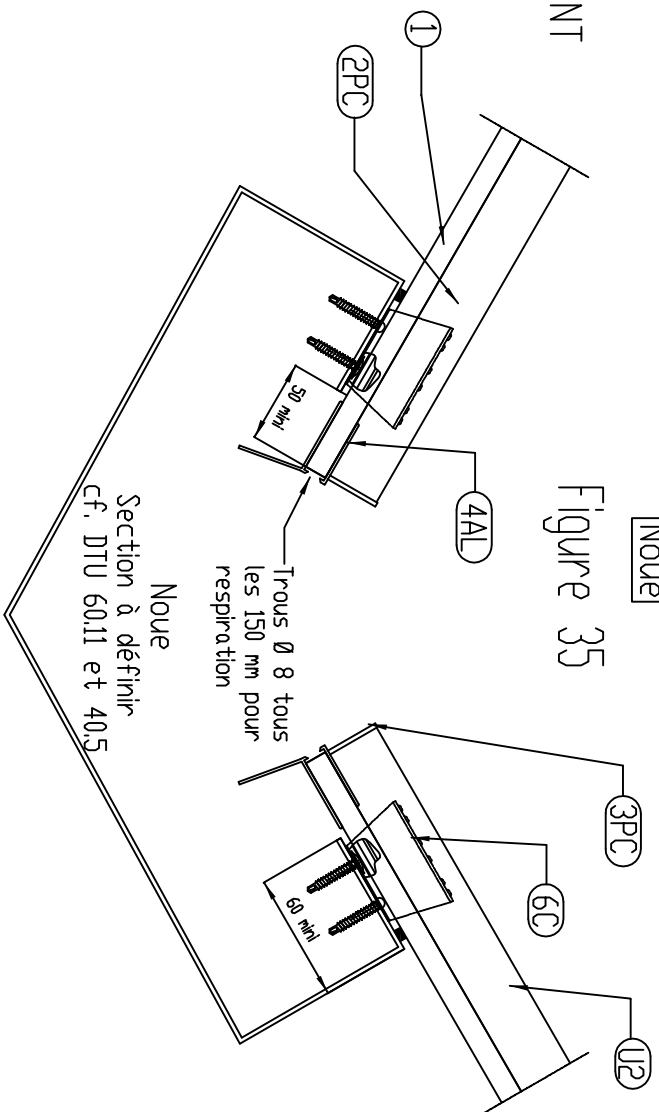 NT
1
2PC
Noue
Figure 35
4AL
50 mini
Trous Ø 8 tous
les 150 mm pour
respiration
Noue
Section à définir
cf. DTU 60.11 et 40.5
3PC
6C
U2
60 mini